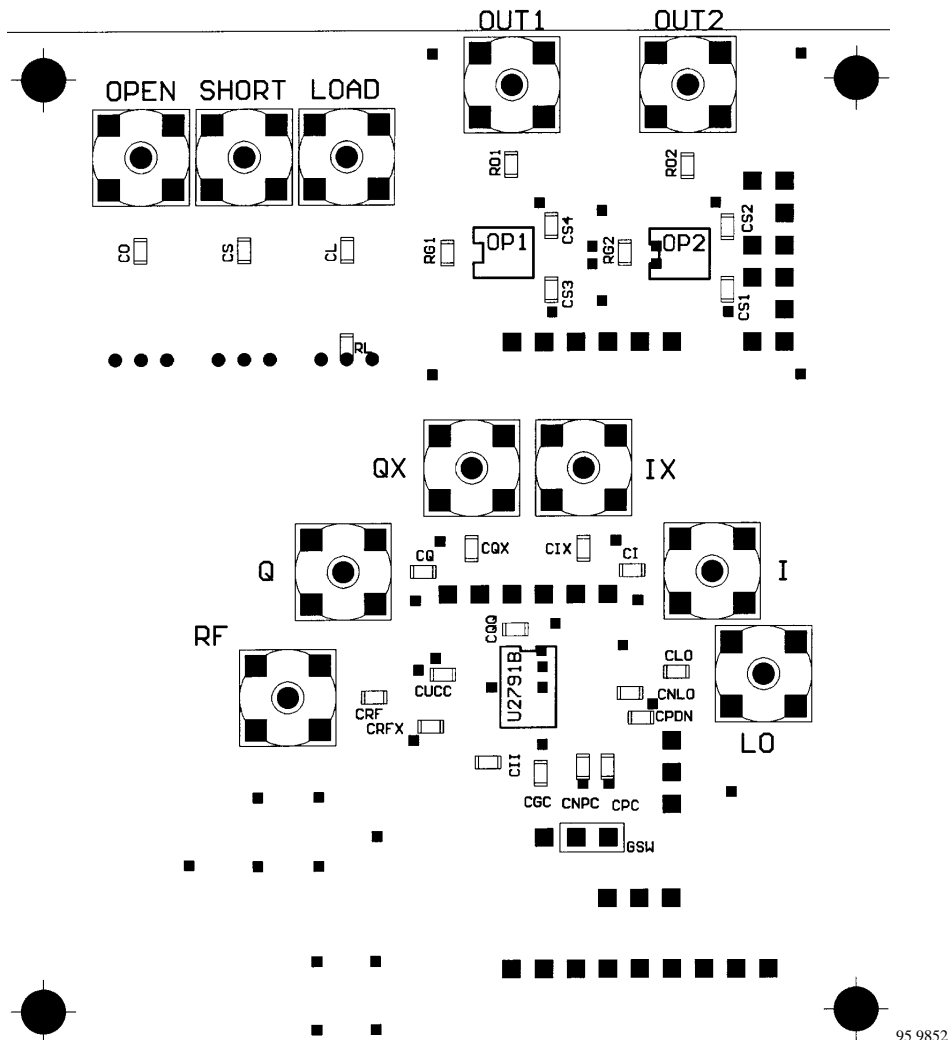 OUT1 OUT2
OPEN SHORT LOAD
RO1 RO2
CO CS CL RG1 OP1 CS4 RG2 OP2 CS2
CS3 CS1
RL
QX IX
Q CQ CQX CIX CI I
RF CQQ
U2791B
CUCC CLO
CRF CNLO
CRFX CPDN
LO
CII
CGC CNPC CPC
GSW
95 9852